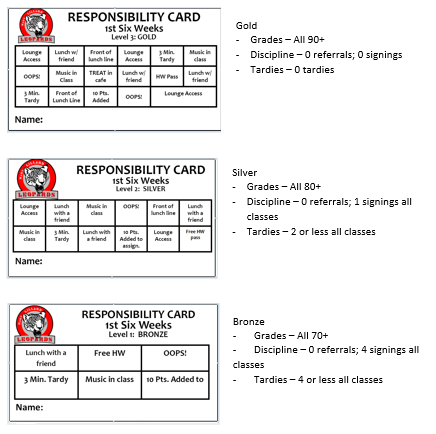 RESPONSIBILITY CARD
1st Six Weeks
Level 3: GOLD
Lounge Access | Lunch w/ friend | Front of lunch line | | 3 Min. Tardy | Music in class
OOPS! | Music in Class | TREAT in cafe | Lunch w/ friend | HW Pass | Lunch w/ friend
3 Min. Tardy | Front of Lunch Line | 10 Pts. Added | OOPS! | Lounge Access
Name:
LEOPARDS
Gold
- Grades – All 90+
- Discipline – 0 referrals; 0 signings
- Tardies – 0 tardies
RESPONSIBILITY CARD
1st Six Weeks
Level 2: SILVER
LEOPARDS
Lounge Access | Lunch with a friend | Music in class | OOPS! | Front of lunch line | Lunch with a friend
Music in class | 3 Min. Tardy | Lunch with a friend | 10 Pts. Added to assign. | Lounge Access | Free HW pass
Name:
Silver
- Grades – All 80+
- Discipline – 0 referrals; 1 signings all
classes
- Tardies – 2 or less all classes
RESPONSIBILITY CARD
1st Six Weeks
Level 1: BRONZE
LEOPARDS
Lunch with a friend | Free HW | OOPS!
3 Min. Tardy | Music in class | 10 Pts. Added to
Name:
Bronze
- Grades – All 70+
- Discipline – 0 referrals; 4 signings all
classes
- Tardies – 4 or less all classes